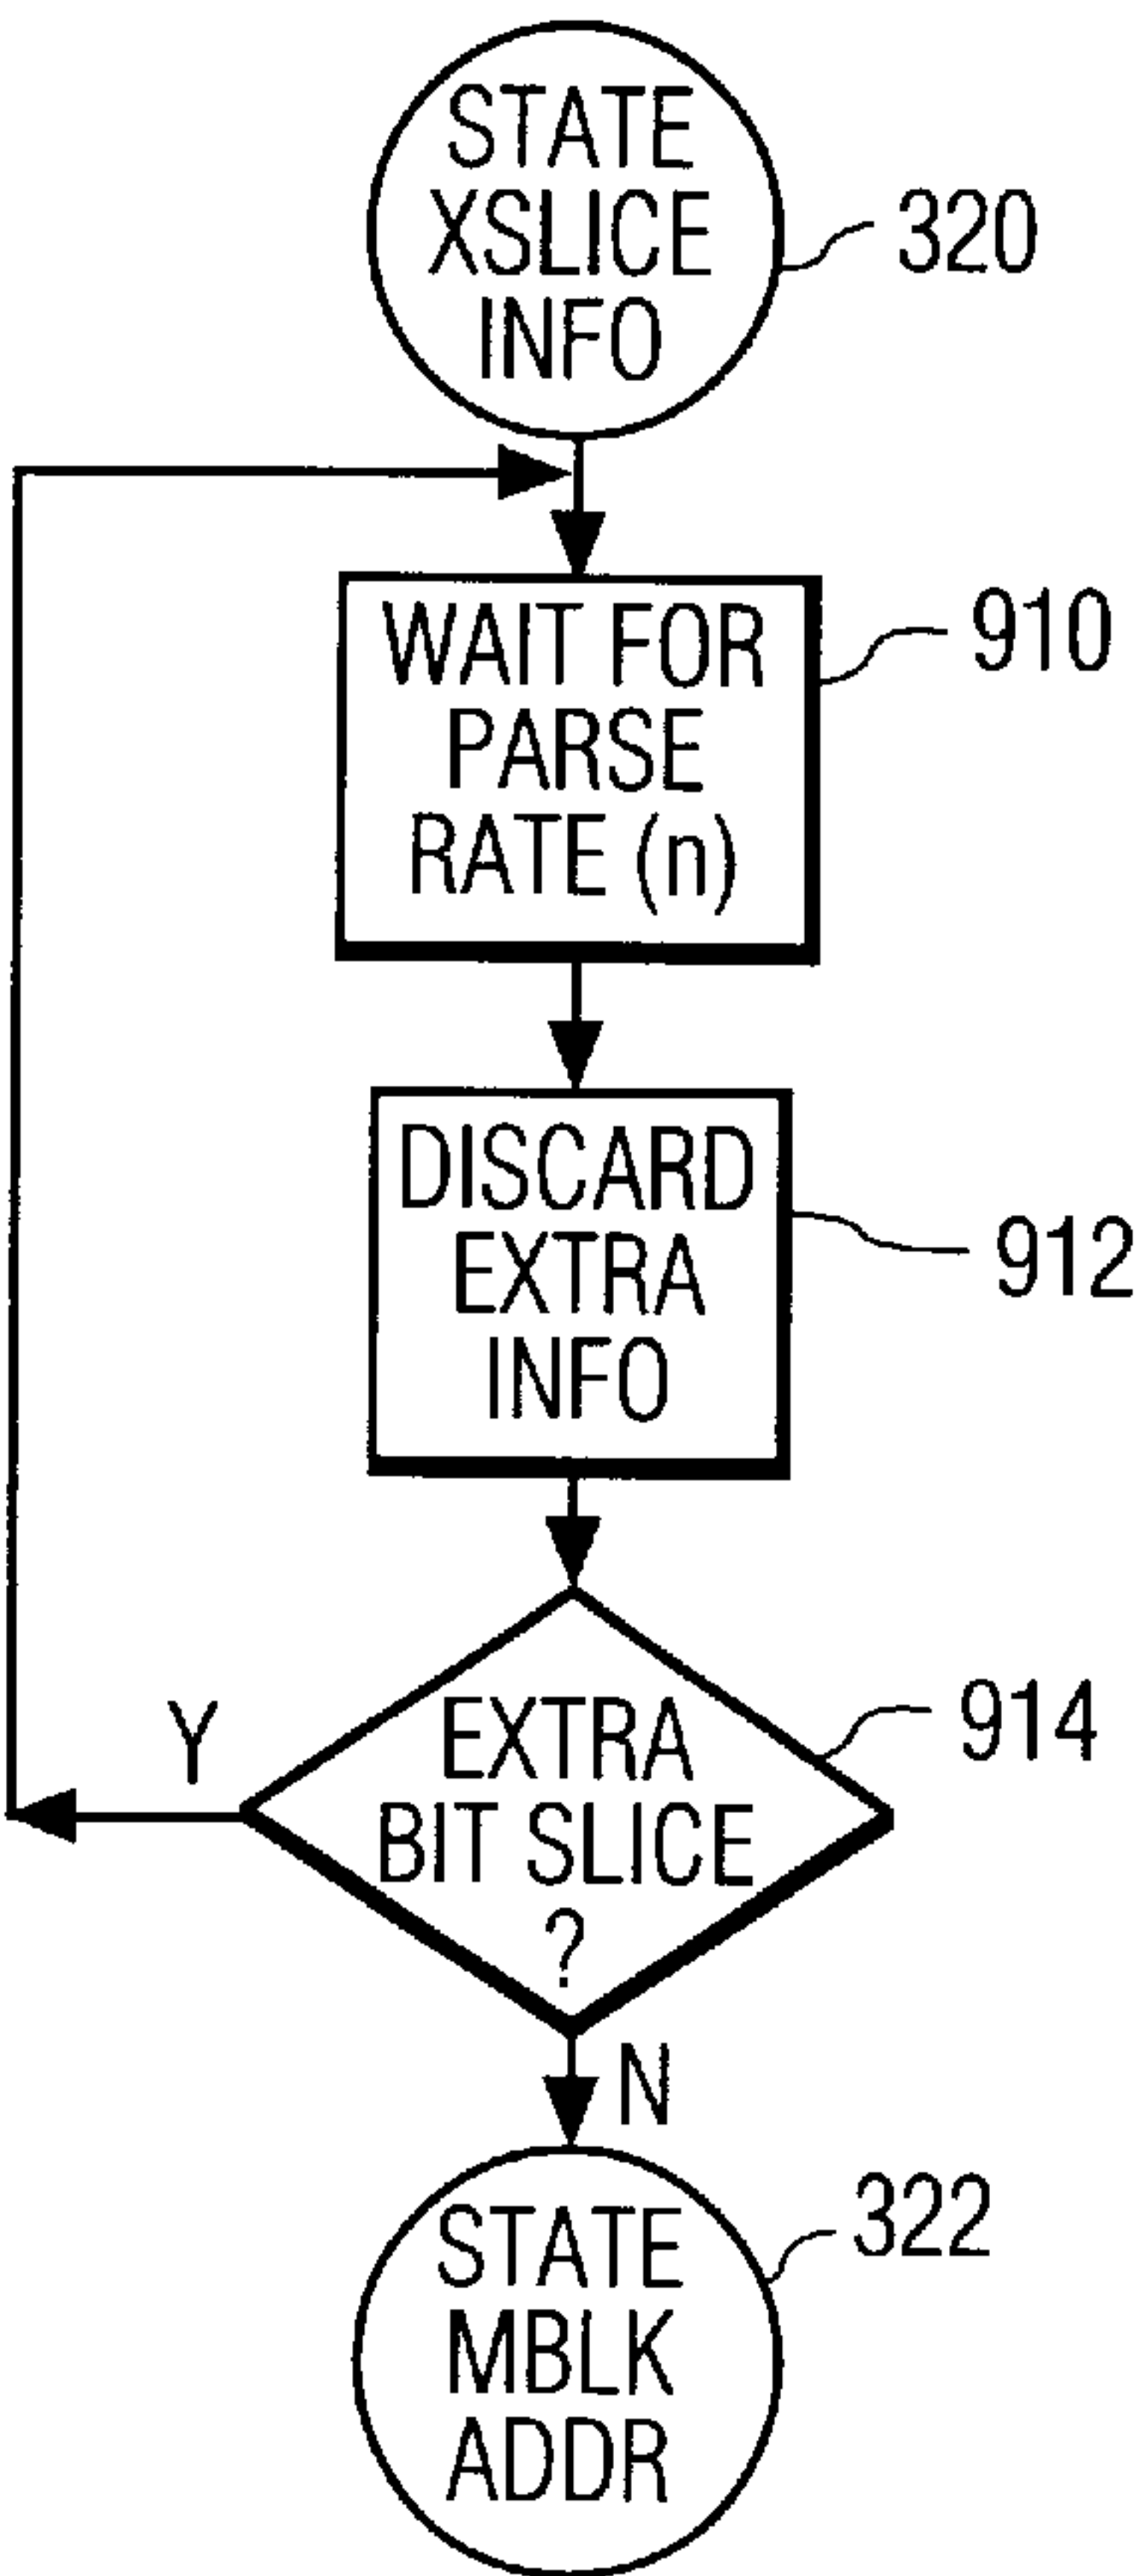 STATE
XSLICE
INFO
320
WAIT FOR
PARSE
RATE (n)
910
DISCARD
EXTRA
INFO
912
EXTRA
BIT SLICE
?
914
Y
N
STATE
MBLK
ADDR
322